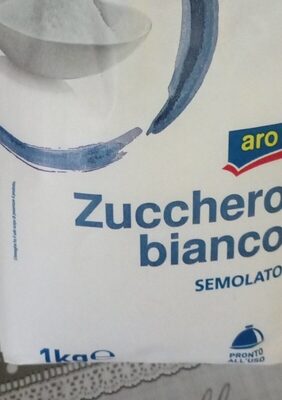 aro
Zucchero
bianco
SEMOLATO
1kg ℮
PRONTO
ALL'USO